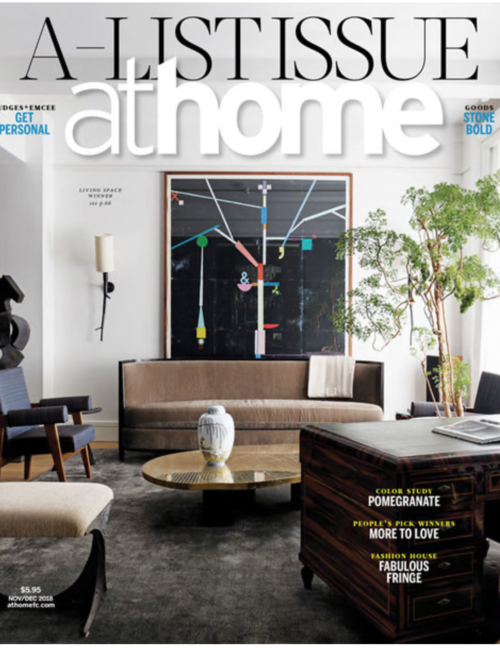 A-LIST ISSUE
athome
UDGES+EMCEE
GET
PERSONAL
GOODS
STONE
BOLD
LIVING SPACE
WINNER
see p.66
&
COLOR STUDY
POMEGRANATE
PEOPLE'S PICK WINNERS
MORE TO LOVE
FASHION HOUSE
FABULOUS
FRINGE
$5.95
NOV/DEC 2018
athomefc.com